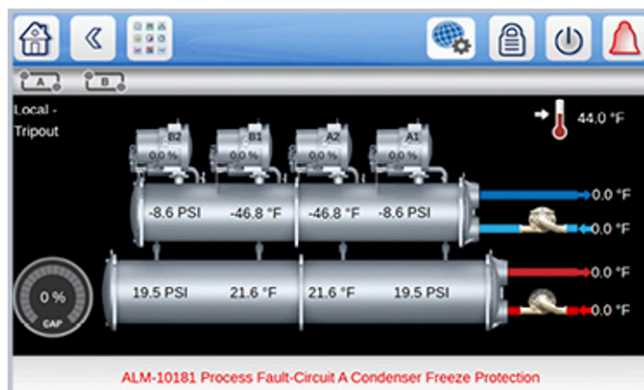 A B
Local -
Tripout
44.0 °F
B2 B1 A2 A1
0.0 % 0.0 % 0.0 % 0.0 %
0.0 °F
-8.6 PSI -46.8 °F -46.8 °F -8.6 PSI
0.0 °F
0.0 °F
19.5 PSI 21.6 °F 21.6 °F 19.5 PSI
0 %
CAP
0.0 °F
ALM-10181 Process Fault-Circuit A Condenser Freeze Protection